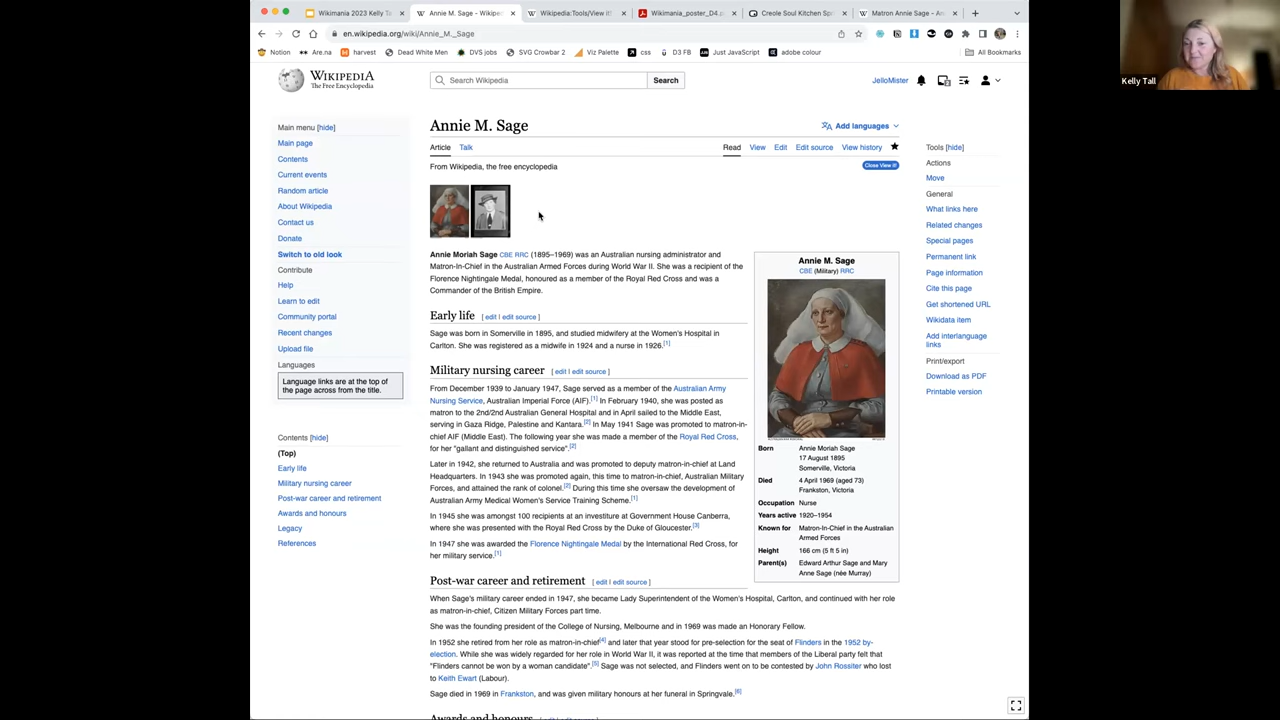 Wikimania 2023 Kelly Ta
Annie M. Sage - Wikipe
Wikipedia:Tools/View it!
Wikimania_poster_D4.
Creole Soul Kitchen Sp
Matron Annie Sage - An
en.wikipedia.org/wiki/Annie_M._Sage
Notion
Are.na
harvest
Dead White Men
DVS jobs
SVG Crowbar 2
Viz Palette
css
D3 FB
Just JavaScript
adobe colour
All Bookmarks
Kelly Tall
WIKIPEDIA
The Free Encyclopedia
Search Wikipedia
Search
JelloMister
Main menu [hide]
Main page
Contents
Current events
Random article
About Wikipedia
Contact us
Donate
Switch to old look
Contribute
Help
Learn to edit
Community portal
Recent changes
Upload file
Languages
Language links are at the top of
the page across from the title.
Contents [hide]
(Top)
Early life
Military nursing career
Post-war career and retirement
Awards and honours
Legacy
References
Annie M. Sage
Add languages
Article Talk
Read View Edit Edit source View history
From Wikipedia, the free encyclopedia
Close View it!
Annie Moriah Sage CBE RRC (1895–1969) was an Australian nursing administrator and
Matron-In-Chief in the Australian Armed Forces during World War II. She was a recipient of the
Florence Nightingale Medal, honoured as a member of the Royal Red Cross and was a
Commander of the British Empire.
Early life [ edit | edit source ]
Sage was born in Somerville in 1895, and studied midwifery at the Women's Hospital in
Carlton. She was registered as a midwife in 1924 and a nurse in 1926.[1]
Military nursing career [ edit | edit source ]
From December 1939 to January 1947, Sage served as a member of the Australian Army
Nursing Service, Australian Imperial Force (AIF).[1] In February 1940, she was posted as
matron to the 2nd/2nd Australian General Hospital and in April sailed to the Middle East,
serving in Gaza Ridge, Palestine and Kantara.[2] In May 1941 Sage was promoted to matron-in-
chief AIF (Middle East). The following year she was made a member of the Royal Red Cross,
for her "gallant and distinguished service".[2]
Later in 1942, she returned to Australia and was promoted to deputy matron-in-chief at Land
Headquarters. In 1943 she was promoted again, this time to matron-in-chief, Australian Military
Forces, and attained the rank of colonel.[2] During this time she oversaw the development of
Australian Army Medical Women's Service Training Scheme.[1]
In 1945 she was amongst 100 recipients at an investiture at Government House Canberra,
where she was presented with the Royal Red Cross by the Duke of Gloucester.[3]
In 1947 she was awarded the Florence Nightingale Medal by the International Red Cross, for
her military service.[1]
Post-war career and retirement [ edit | edit source ]
When Sage's military career ended in 1947, she became Lady Superintendent of the Women's Hospital, Carlton, and continued with her role
as matron-in-chief, Citizen Military Forces part time.
She was the founding president of the College of Nursing, Melbourne and in 1969 was made an Honorary Fellow.
In 1952 she retired from her role as matron-in-chief[4] and later that year stood for pre-selection for the seat of Flinders in the 1952 by-
election. While she was widely regarded for her role in World War II, it was reported at the time that members of the Liberal party felt that
"Flinders cannot be won by a woman candidate".[5] Sage was not selected, and Flinders went on to be contested by John Rossiter who lost
to Keith Ewart (Labour).
Sage died in 1969 in Frankston, and was given military honours at her funeral in Springvale.[6]
Awards and honours [ edit | edit source ]
Annie M. Sage
CBE (Military) RRC
Born Annie Moriah Sage
17 August 1895
Somerville, Victoria
Died 4 April 1969 (aged 73)
Frankston, Victoria
Occupation Nurse
Years active 1920–1954
Known for Matron-In-Chief in the Australian
Armed Forces
Height 166 cm (5 ft 5 in)
Parent(s) Edward Arthur Sage and Mary
Anne Sage (née Murray)
Tools [hide]
Actions
Move
General
What links here
Related changes
Special pages
Permanent link
Page information
Cite this page
Get shortened URL
Wikidata item
Add interlanguage
links
Print/export
Download as PDF
Printable version